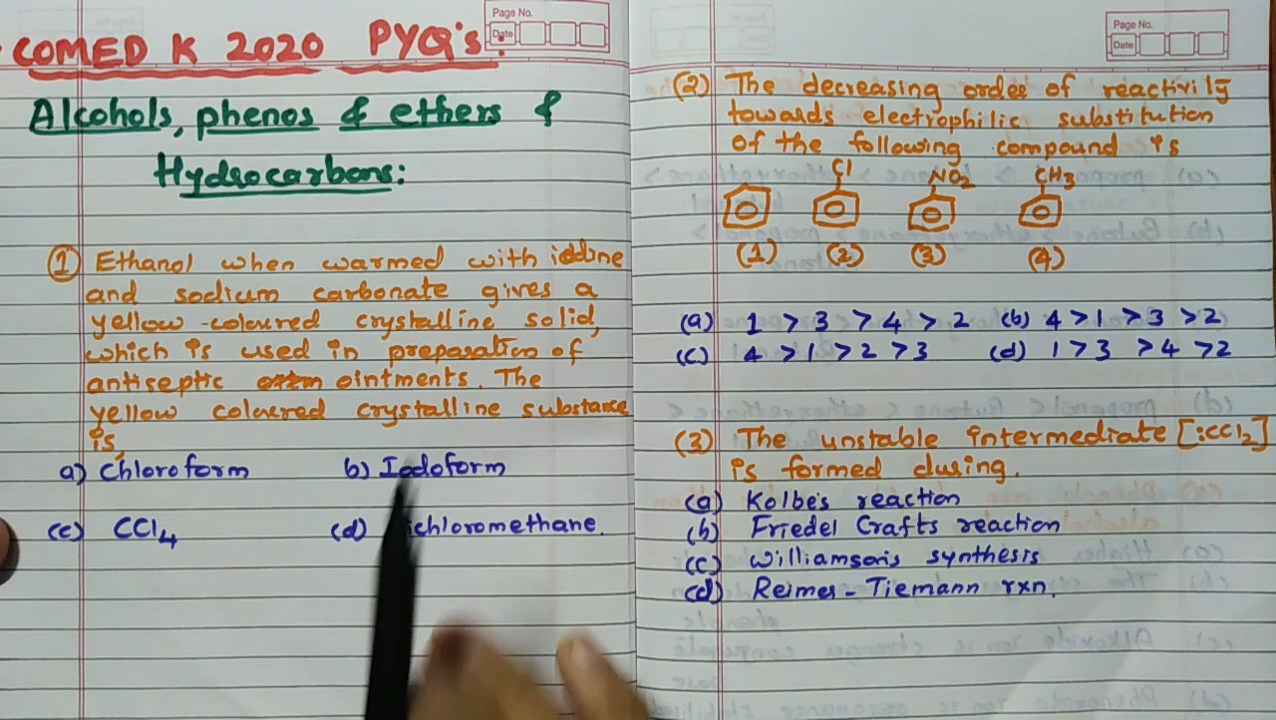 COMED K 2020 PYQ's:
Page No.
Date
Alcohols, phenos & ethers &
Hydrocarbons:
① Ethanol when warmed with iodine
and sodium carbonate gives a
yellow-coloured crystalline solid,
which is used in preparation of
antiseptic ointments. The
yellow coloured crystalline substance
is,
a) Chloroform b) Iodoform
(c) CCl4 (d) ichloromethane.
Page No.
Date
(2) The decreasing order of reactivity
towards electrophilic substitution
of the following compound is
Cl NO2 CH3
(1) (2) (3) (4)
(a) 1 > 3 > 4 > 2 (b) 4 > 1 > 3 > 2
(c) 4 > 1 > 2 > 3 (d) 1 > 3 > 4 > 2
(3) The unstable intermediate [:CCl2]
is formed during.
(a) Kolbe's reaction
(b) Friedel Crafts reaction
(c) Williamson's synthesis
(d) Reimer-Tiemann rxn.